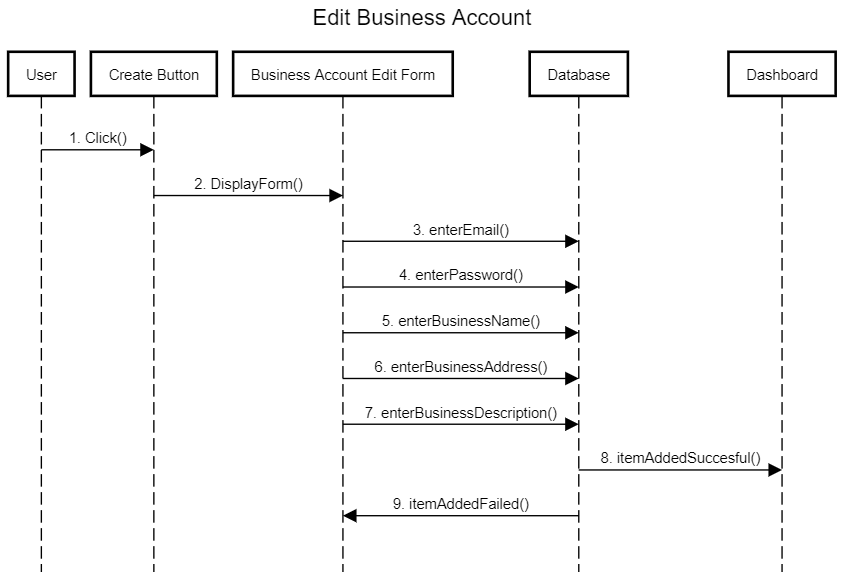 Edit Business Account
User
Create Button
Business Account Edit Form
Database
Dashboard
1. Click()
2. DisplayForm()
3. enterEmail()
4. enterPassword()
5. enterBusinessName()
6. enterBusinessAddress()
7. enterBusinessDescription()
8. itemAddedSuccesful()
9. itemAddedFailed()